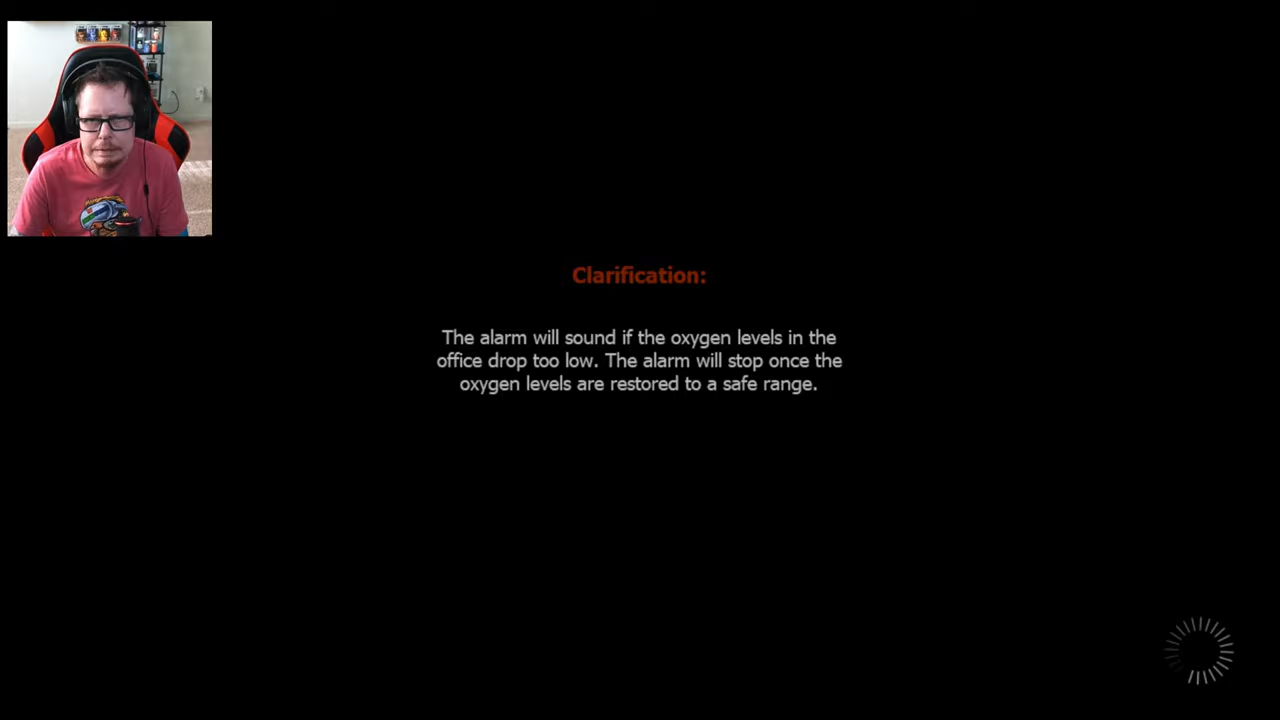 Clarification:
The alarm will sound if the oxygen levels in the
office drop too low. The alarm will stop once the
oxygen levels are restored to a safe range.